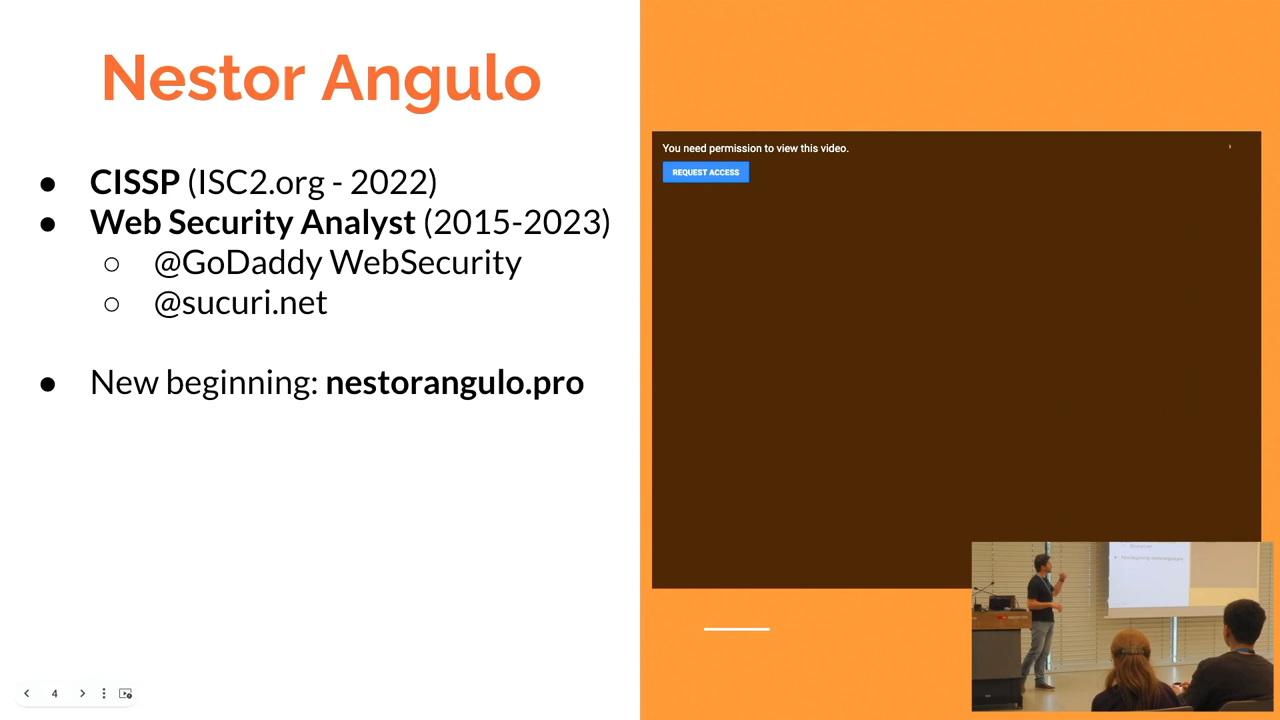 Nestor Angulo
● CISSP (ISC2.org - 2022)
● Web Security Analyst (2015-2023)
○ @GoDaddy WebSecurity
○ @sucuri.net
● New beginning: nestorangulo.pro
You need permission to view this video.
REQUEST ACCESS
4